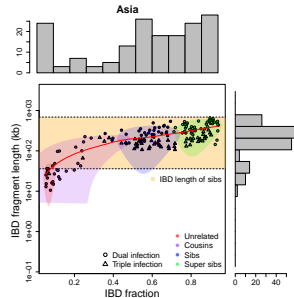 Asia
0 10 20
IBD fragment length (kb)
1e+03
1e+02
1e+01
1e+00
1e-01
IBD length of sibs
Unrelated
Cousins
Sibs
Super sibs
Dual infection
Triple infection
0.2 0.4 0.6 0.8
IBD fraction
0 20 40